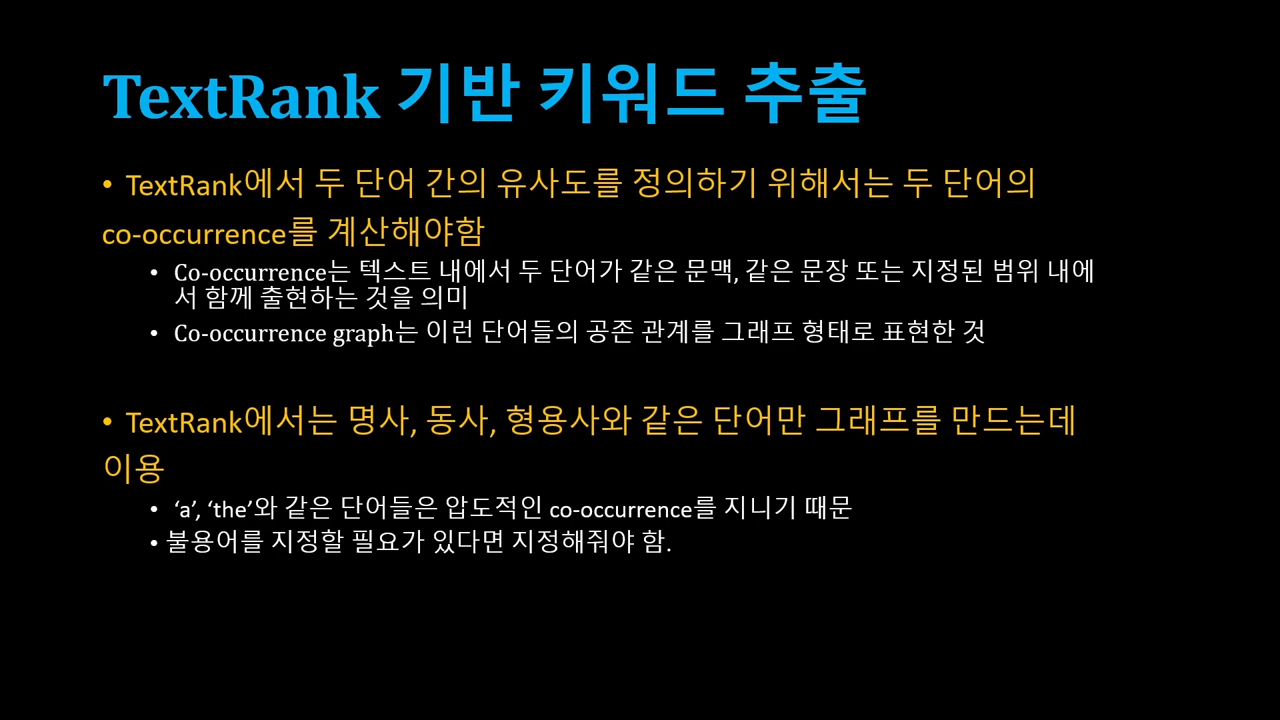 TextRank 기반 키워드 추출
• TextRank에서 두 단어 간의 유사도를 정의하기 위해서는 두 단어의
co-occurrence를 계산해야함
• Co-occurrence는 텍스트 내에서 두 단어가 같은 문맥, 같은 문장 또는 지정된 범위 내에
서 함께 출현하는 것을 의미
• Co-occurrence graph는 이런 단어들의 공존 관계를 그래프 형태로 표현한 것
• TextRank에서는 명사, 동사, 형용사와 같은 단어만 그래프를 만드는데
이용
• ‘a’, ‘the’와 같은 단어들은 압도적인 co-occurrence를 지니기 때문
• 불용어를 지정할 필요가 있다면 지정해줘야 함.